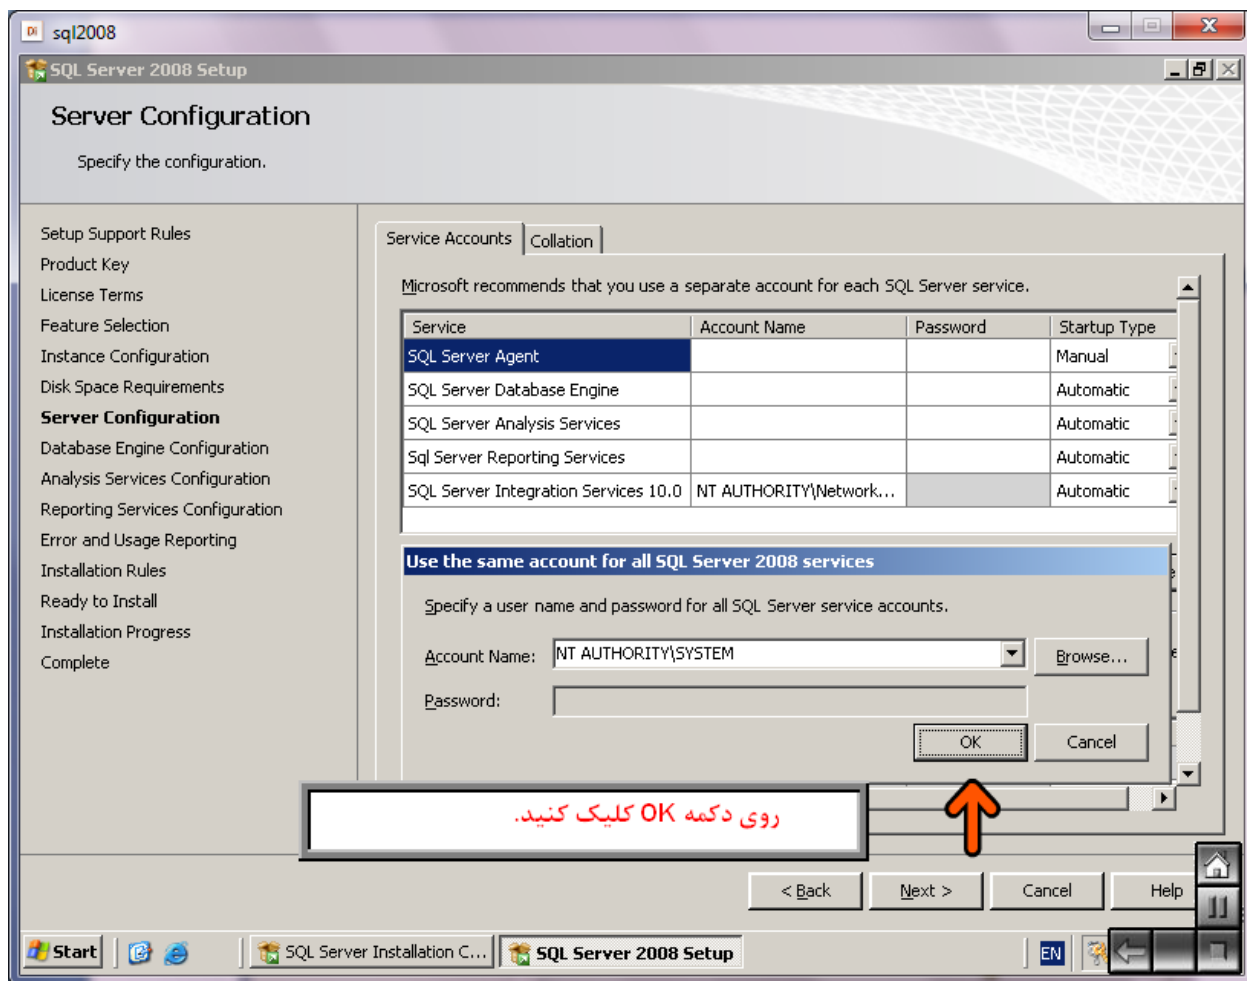 sql2008
SQL Server 2008 Setup
Server Configuration
Specify the configuration.
Setup Support Rules
Product Key
License Terms
Feature Selection
Instance Configuration
Disk Space Requirements
Server Configuration
Database Engine Configuration
Analysis Services Configuration
Reporting Services Configuration
Error and Usage Reporting
Installation Rules
Ready to Install
Installation Progress
Complete
Service Accounts Collation
Microsoft recommends that you use a separate account for each SQL Server service.
Service Account Name Password Startup Type
SQL Server Agent Manual
SQL Server Database Engine Automatic
SQL Server Analysis Services Automatic
Sql Server Reporting Services Automatic
SQL Server Integration Services 10.0 NT AUTHORITY\Network... Automatic
Use the same account for all SQL Server 2008 services
Specify a user name and password for all SQL Server service accounts.
Account Name: NT AUTHORITY\SYSTEM Browse...
Password:
OK Cancel
روی دکمه OK کلیک کنید.
< Back Next > Cancel Help
Start SQL Server Installation C... SQL Server 2008 Setup EN